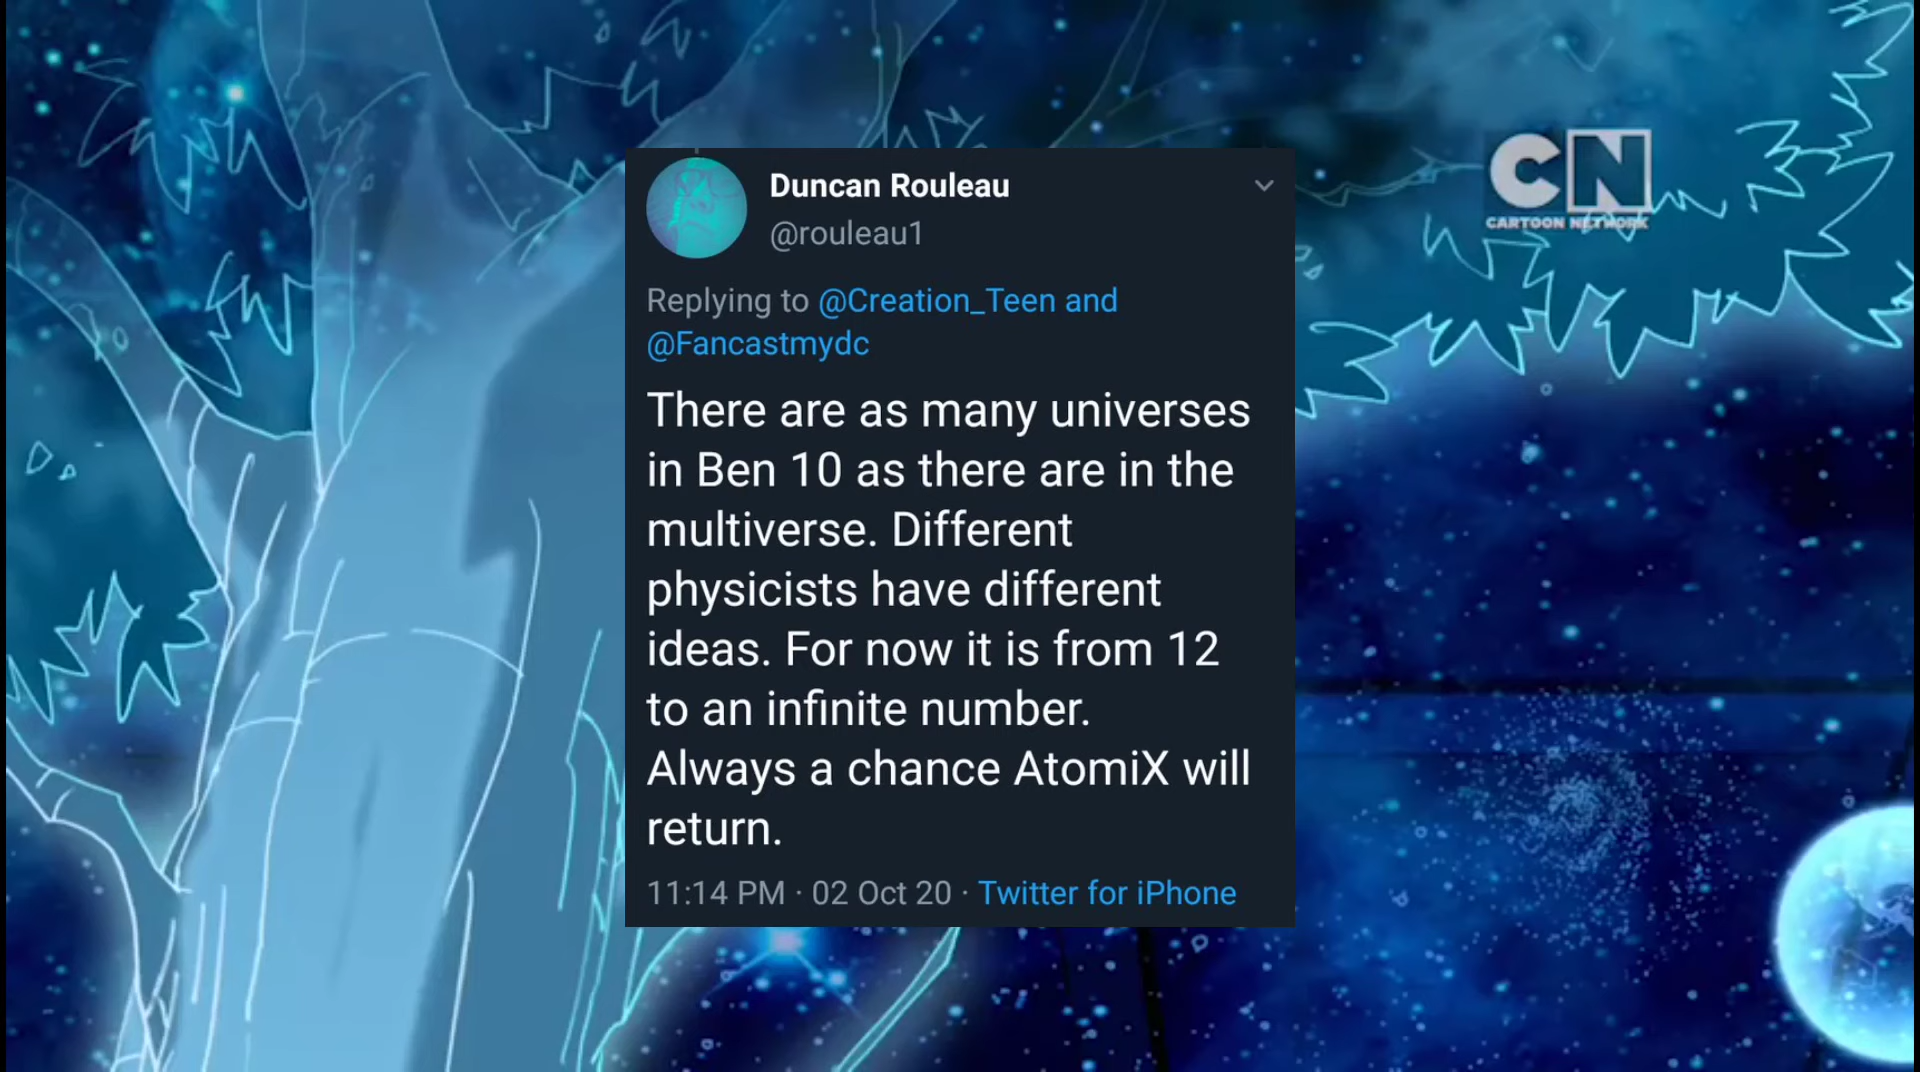 CN
CARTOON NETWORK
Duncan Rouleau
@rouleau1
Replying to @Creation_Teen and
@Fancastmydc
There are as many universes
in Ben 10 as there are in the
multiverse. Different
physicists have different
ideas. For now it is from 12
to an infinite number.
Always a chance AtomiX will
return.
11:14 PM · 02 Oct 20 · Twitter for iPhone